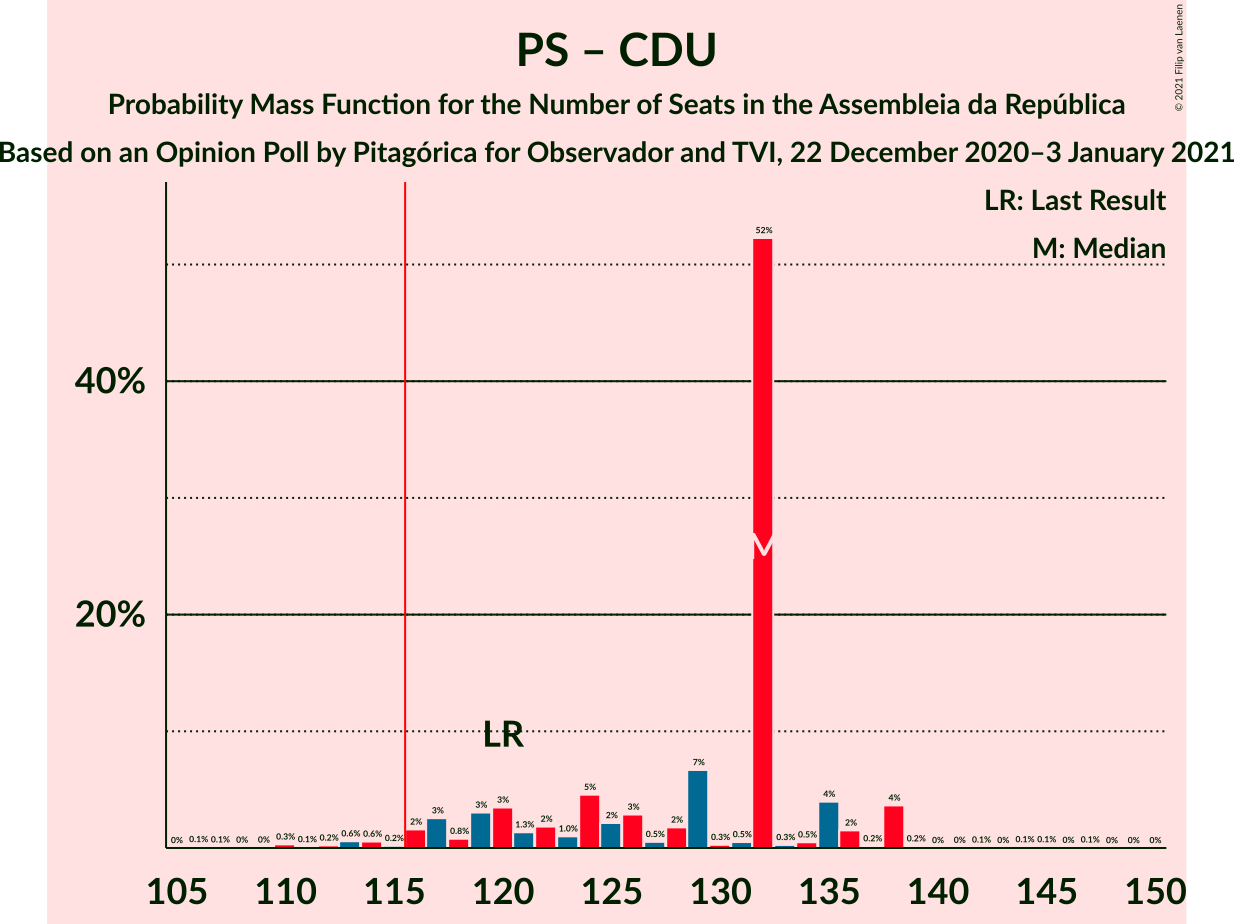 © 2021 Filip van Laenen
PS – CDU
Probability Mass Function for the Number of Seats in the Assembleia da República
Based on an Opinion Poll by Pitagórica for Observador and TVI, 22 December 2020–3 January 2021
LR: Last Result
M: Median
52%
40%
M
20%
LR
0% 0.1% 0.1% 0% 0% 0.3% 0.1% 0.2% 0.6% 0.6% 0.2% 2% 3% 0.8% 3% 3% 1.3% 2% 1.0% 5% 2% 3% 0.5% 2% 7% 0.3% 0.5% 0.3% 0.5% 4% 2% 0.2% 4% 0.2% 0% 0% 0.1% 0% 0.1% 0.1% 0% 0.1% 0% 0% 0%
105 110 115 120 125 130 135 140 145 150